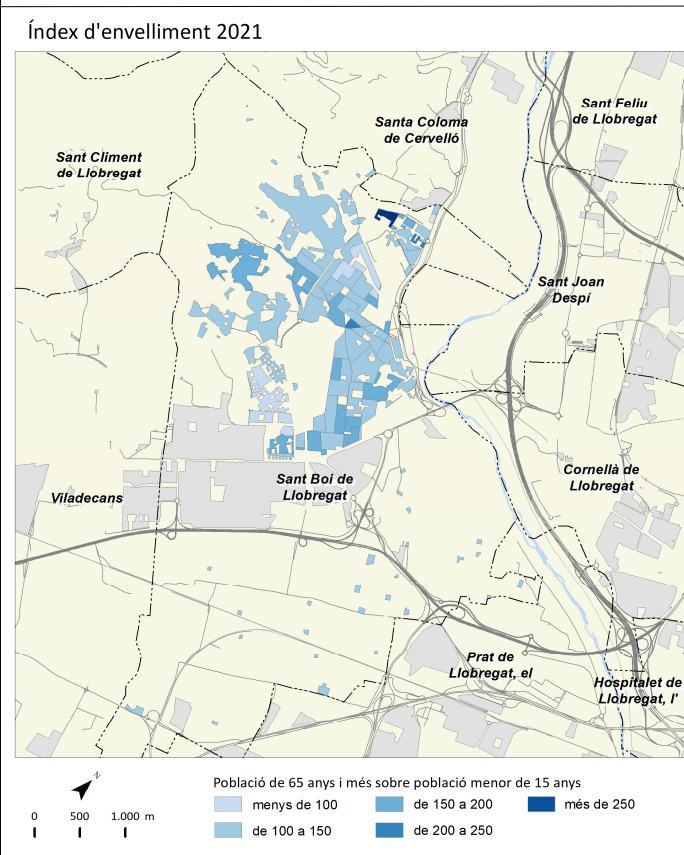 Índex d'envelliment 2021
Santa Coloma
de Cervelló
Sant Feliu
de Llobregat
Sant Climent
de Llobregat
Sant Joan
Despí
Sant Boi de
Llobregat
Viladecans
Cornellà de
Llobregat
Prat de
Llobregat, el
Hospitalet de
Llobregat, l'
N
0 500 1.000 m
Població de 65 anys i més sobre població menor de 15 anys
menys de 100
de 100 a 150
de 150 a 200
de 200 a 250
més de 250